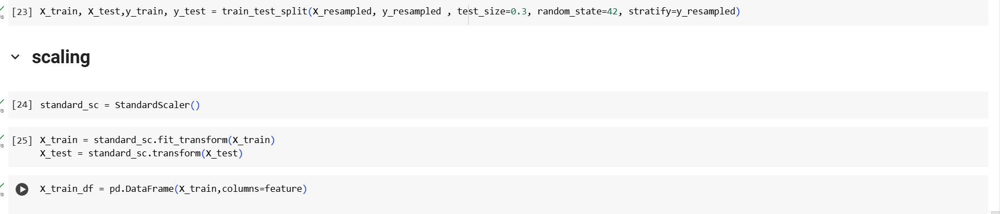 [23] X_train, X_test,y_train, y_test = train_test_split(X_resampled, y_resampled , test_size=0.3, random_state=42, stratify=y_resampled)
scaling
[24] standard_sc = StandardScaler()
[25] X_train = standard_sc.fit_transform(X_train)
X_test = standard_sc.transform(X_test)
X_train_df = pd.DataFrame(X_train,columns=feature)